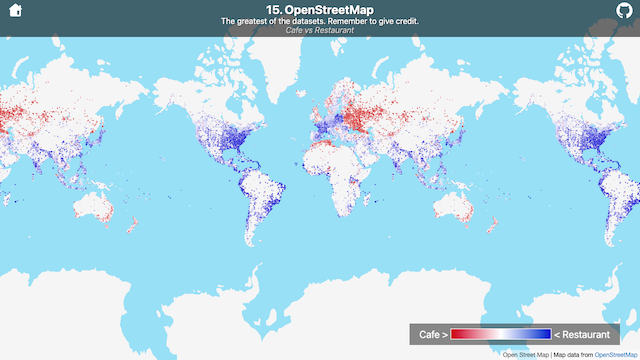 15. OpenStreetMap
The greatest of the datasets. Remember to give credit.
Cafe vs Restaurant
Cafe > < Restaurant
Open Street Map | Map data from OpenStreetMap